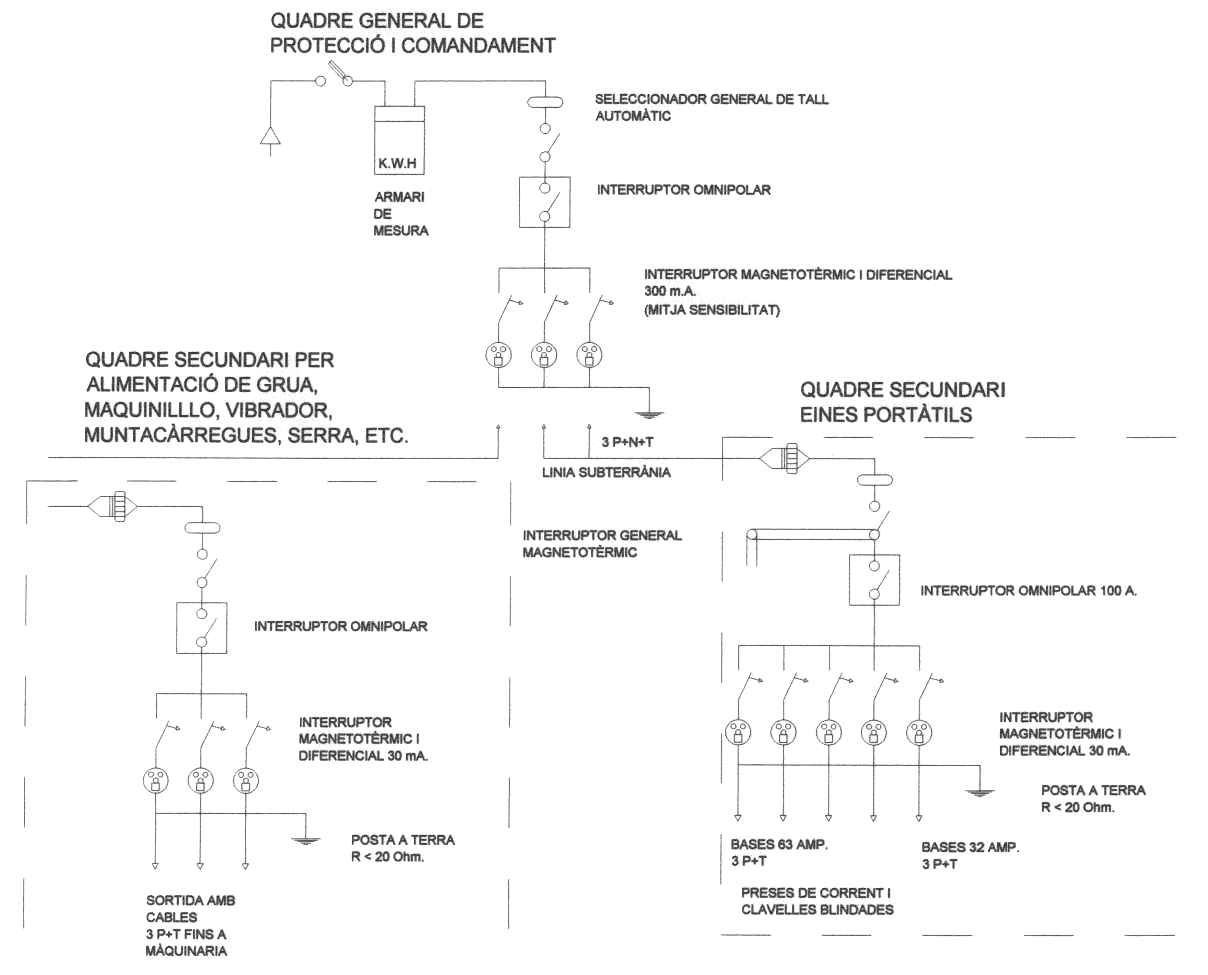 QUADRE GENERAL DE
PROTECCIÓ I COMANDAMENT
SELECCIONADOR GENERAL DE TALL
AUTOMÀTIC
K.W.H
ARMARI
DE
MESURA
INTERRUPTOR OMNIPOLAR
INTERRUPTOR MAGNETOTÈRMIC I DIFERENCIAL
300 m.A.
(MITJA SENSIBILITAT)
QUADRE SECUNDARI PER
ALIMENTACIÓ DE GRUA,
MAQUINILLLO, VIBRADOR,
MUNTACÀRREGUES, SERRA, ETC.
QUADRE SECUNDARI
EINES PORTÀTILS
3 P+N+T
LINIA SUBTERRÀNIA
INTERRUPTOR GENERAL
MAGNETOTÈRMIC
INTERRUPTOR OMNIPOLAR 100 A.
INTERRUPTOR OMNIPOLAR
INTERRUPTOR
MAGNETOTÈRMIC I
DIFERENCIAL 30 mA.
INTERRUPTOR
MAGNETOTÈRMIC I
DIFERENCIAL 30 mA.
POSTA A TERRA
R < 20 Ohm.
POSTA A TERRA
R < 20 Ohm.
BASES 63 AMP.
3 P+T
BASES 32 AMP.
3 P+T
PRESES DE CORRENT I
CLAVELLES BLINDADES
SORTIDA AMB
CABLES
3 P+T FINS A
MÀQUINARIA